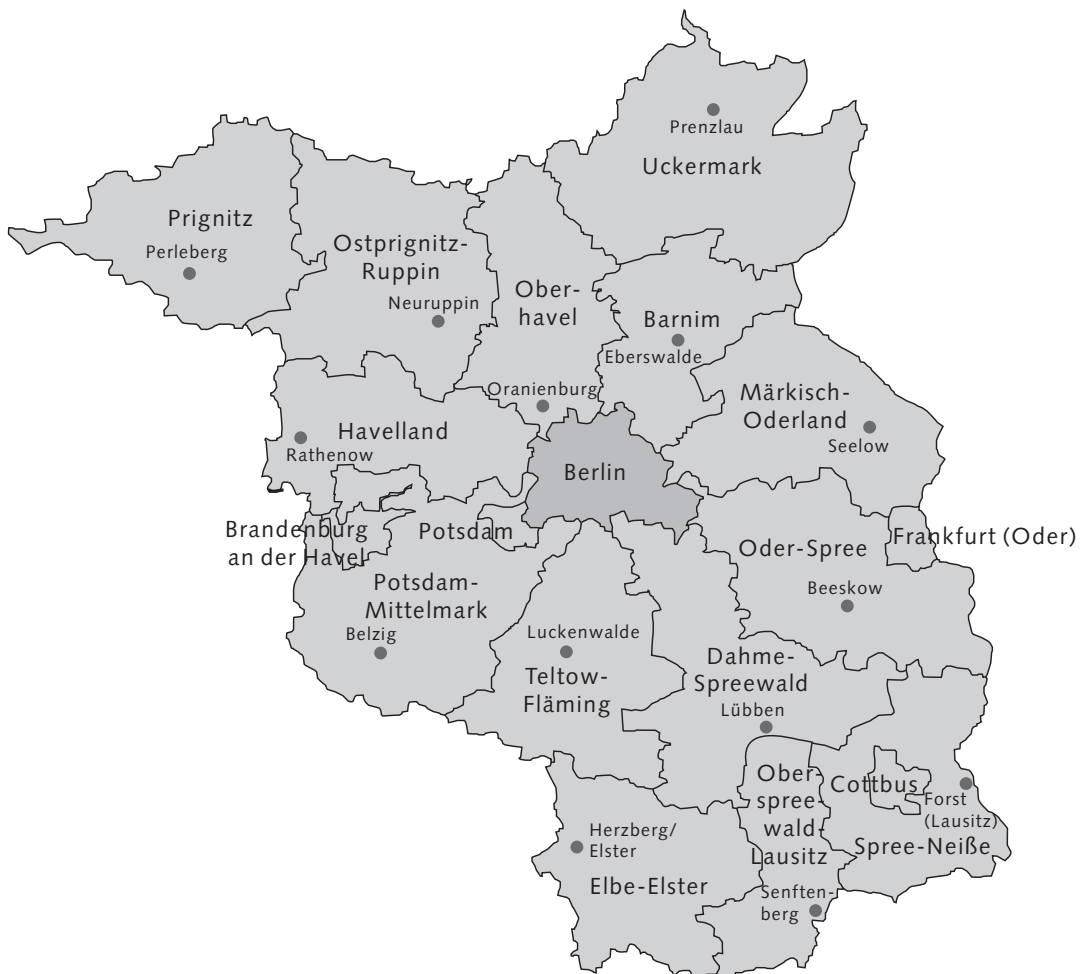 Prenzlau
Uckermark
Prignitz
Perleberg
Ostprignitz-
Ruppin
Neuruppin
Ober-
havel
Barnim
Eberswalde
Oranienburg
Märkisch-
Oderland
Seelow
Havelland
Rathenow
Berlin
Brandenburg
an der Havel
Potsdam
Frankfurt (Oder)
Oder-Spree
Beeskow
Potsdam-
Mittelmark
Belzig
Luckenwalde
Teltow-
Fläming
Dahme-
Spreewald
Lübben
Ober-
spree-
wald-
Lausitz
Cottbus
Forst
(Lausitz)
Spree-Neiße
Herzberg/
Elster
Elbe-Elster
Senften-
berg